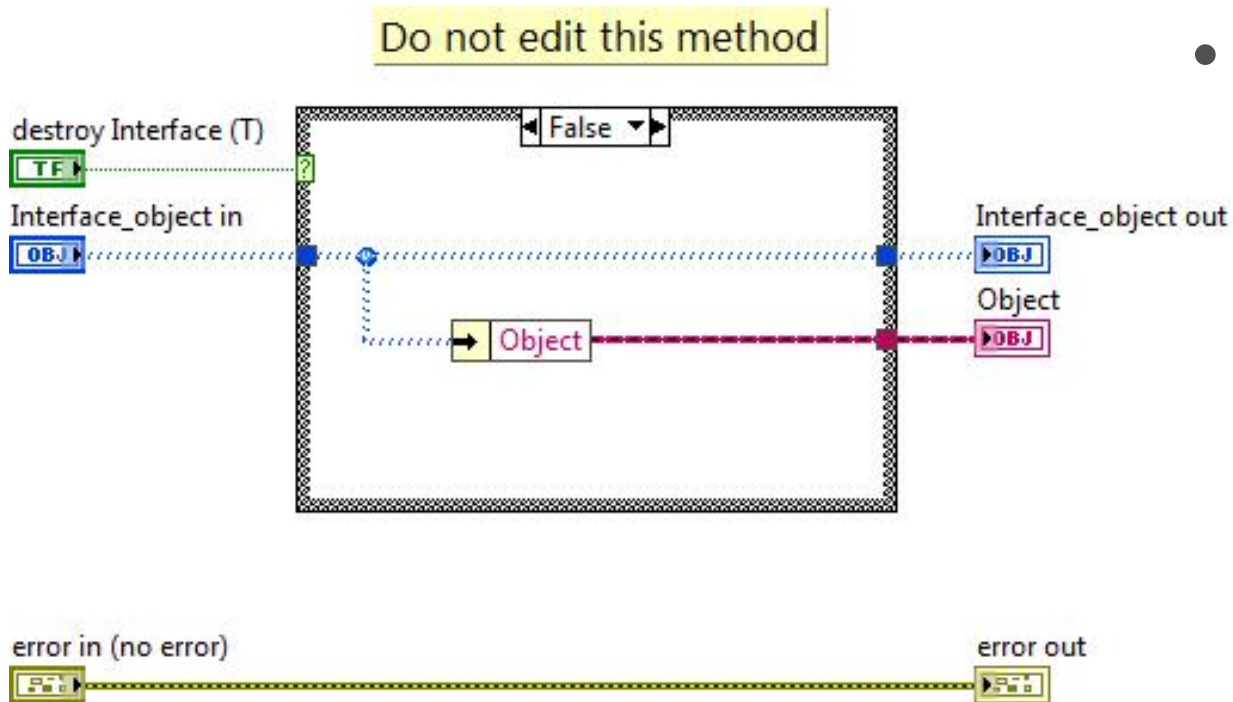 Do not edit this method
False
destroy Interface (T)
TF
?
Interface_object in
OBJ
Interface_object out
OBJ
Object
OBJ
Object
error in (no error)
error out